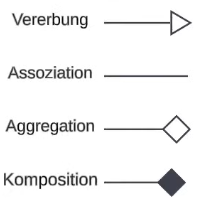 Vererbung
Assoziation
Aggregation
Komposition